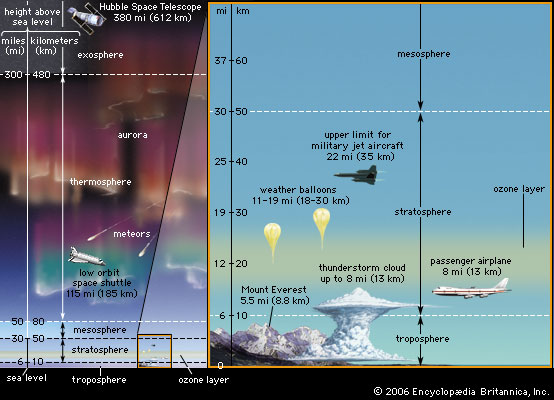 height above
sea level
miles kilometers
(mi) (km)
Hubble Space Telescope
380 mi (612 km)
exosphere
300 480
aurora
thermosphere
meteors
low orbit
space shuttle
115 mi (185 km)
50 80
mesosphere
30 50
stratosphere
6 10
sea level
troposphere
ozone layer
mi km
37 60
mesosphere
30 50
upper limit for
military jet aircraft
22 mi (35 km)
25 40
weather balloons
11–19 mi (18–30 km)
ozone layer
19 30
stratosphere
12 20
thunderstorm cloud
up to 8 mi (13 km)
passenger airplane
8 mi (13 km)
Mount Everest
5.5 mi (8.8 km)
6 10
troposphere
0
© 2006 Encyclopædia Britannica, Inc.